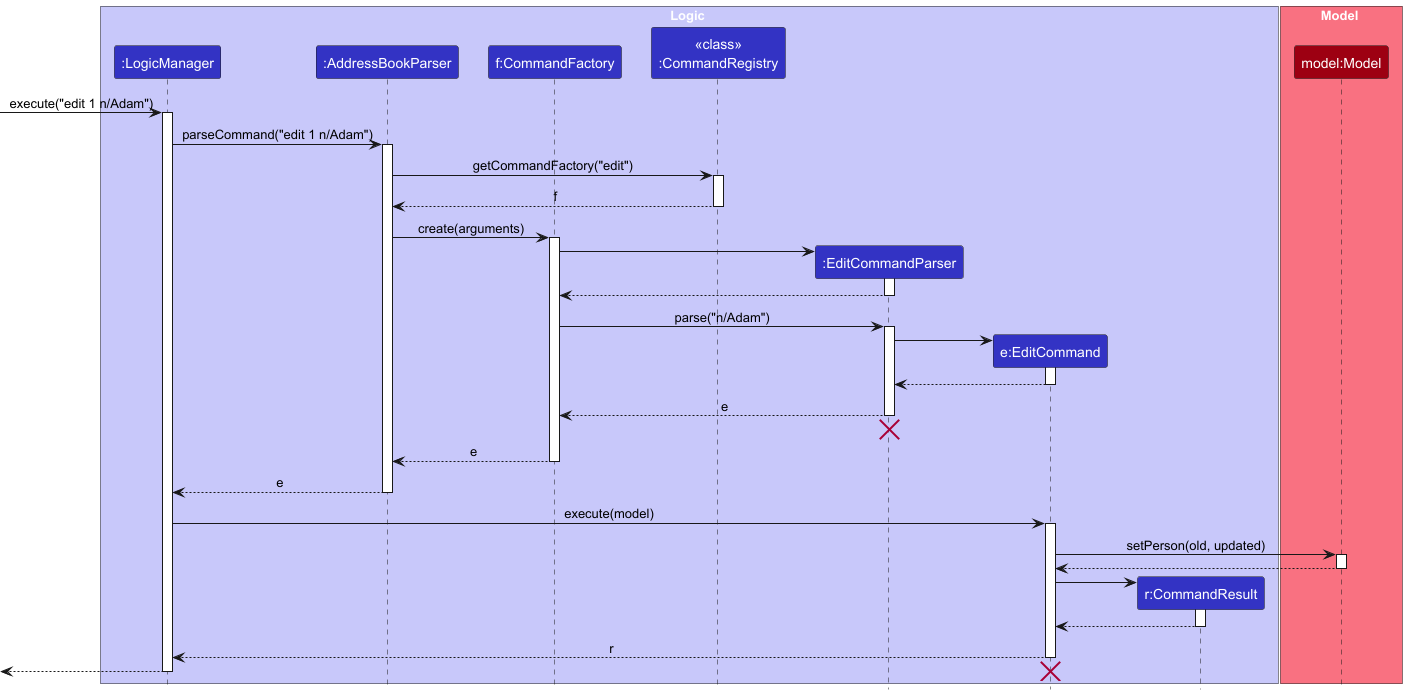 Logic
Model
«class»
:LogicManager
:AddressBookParser
f:CommandFactory
:CommandRegistry
model:Model
execute("edit 1 n/Adam")
parseCommand("edit 1 n/Adam")
getCommandFactory("edit")
f
create(arguments)
:EditCommandParser
parse("n/Adam")
e:EditCommand
e
e
e
execute(model)
setPerson(old, updated)
r:CommandResult
r